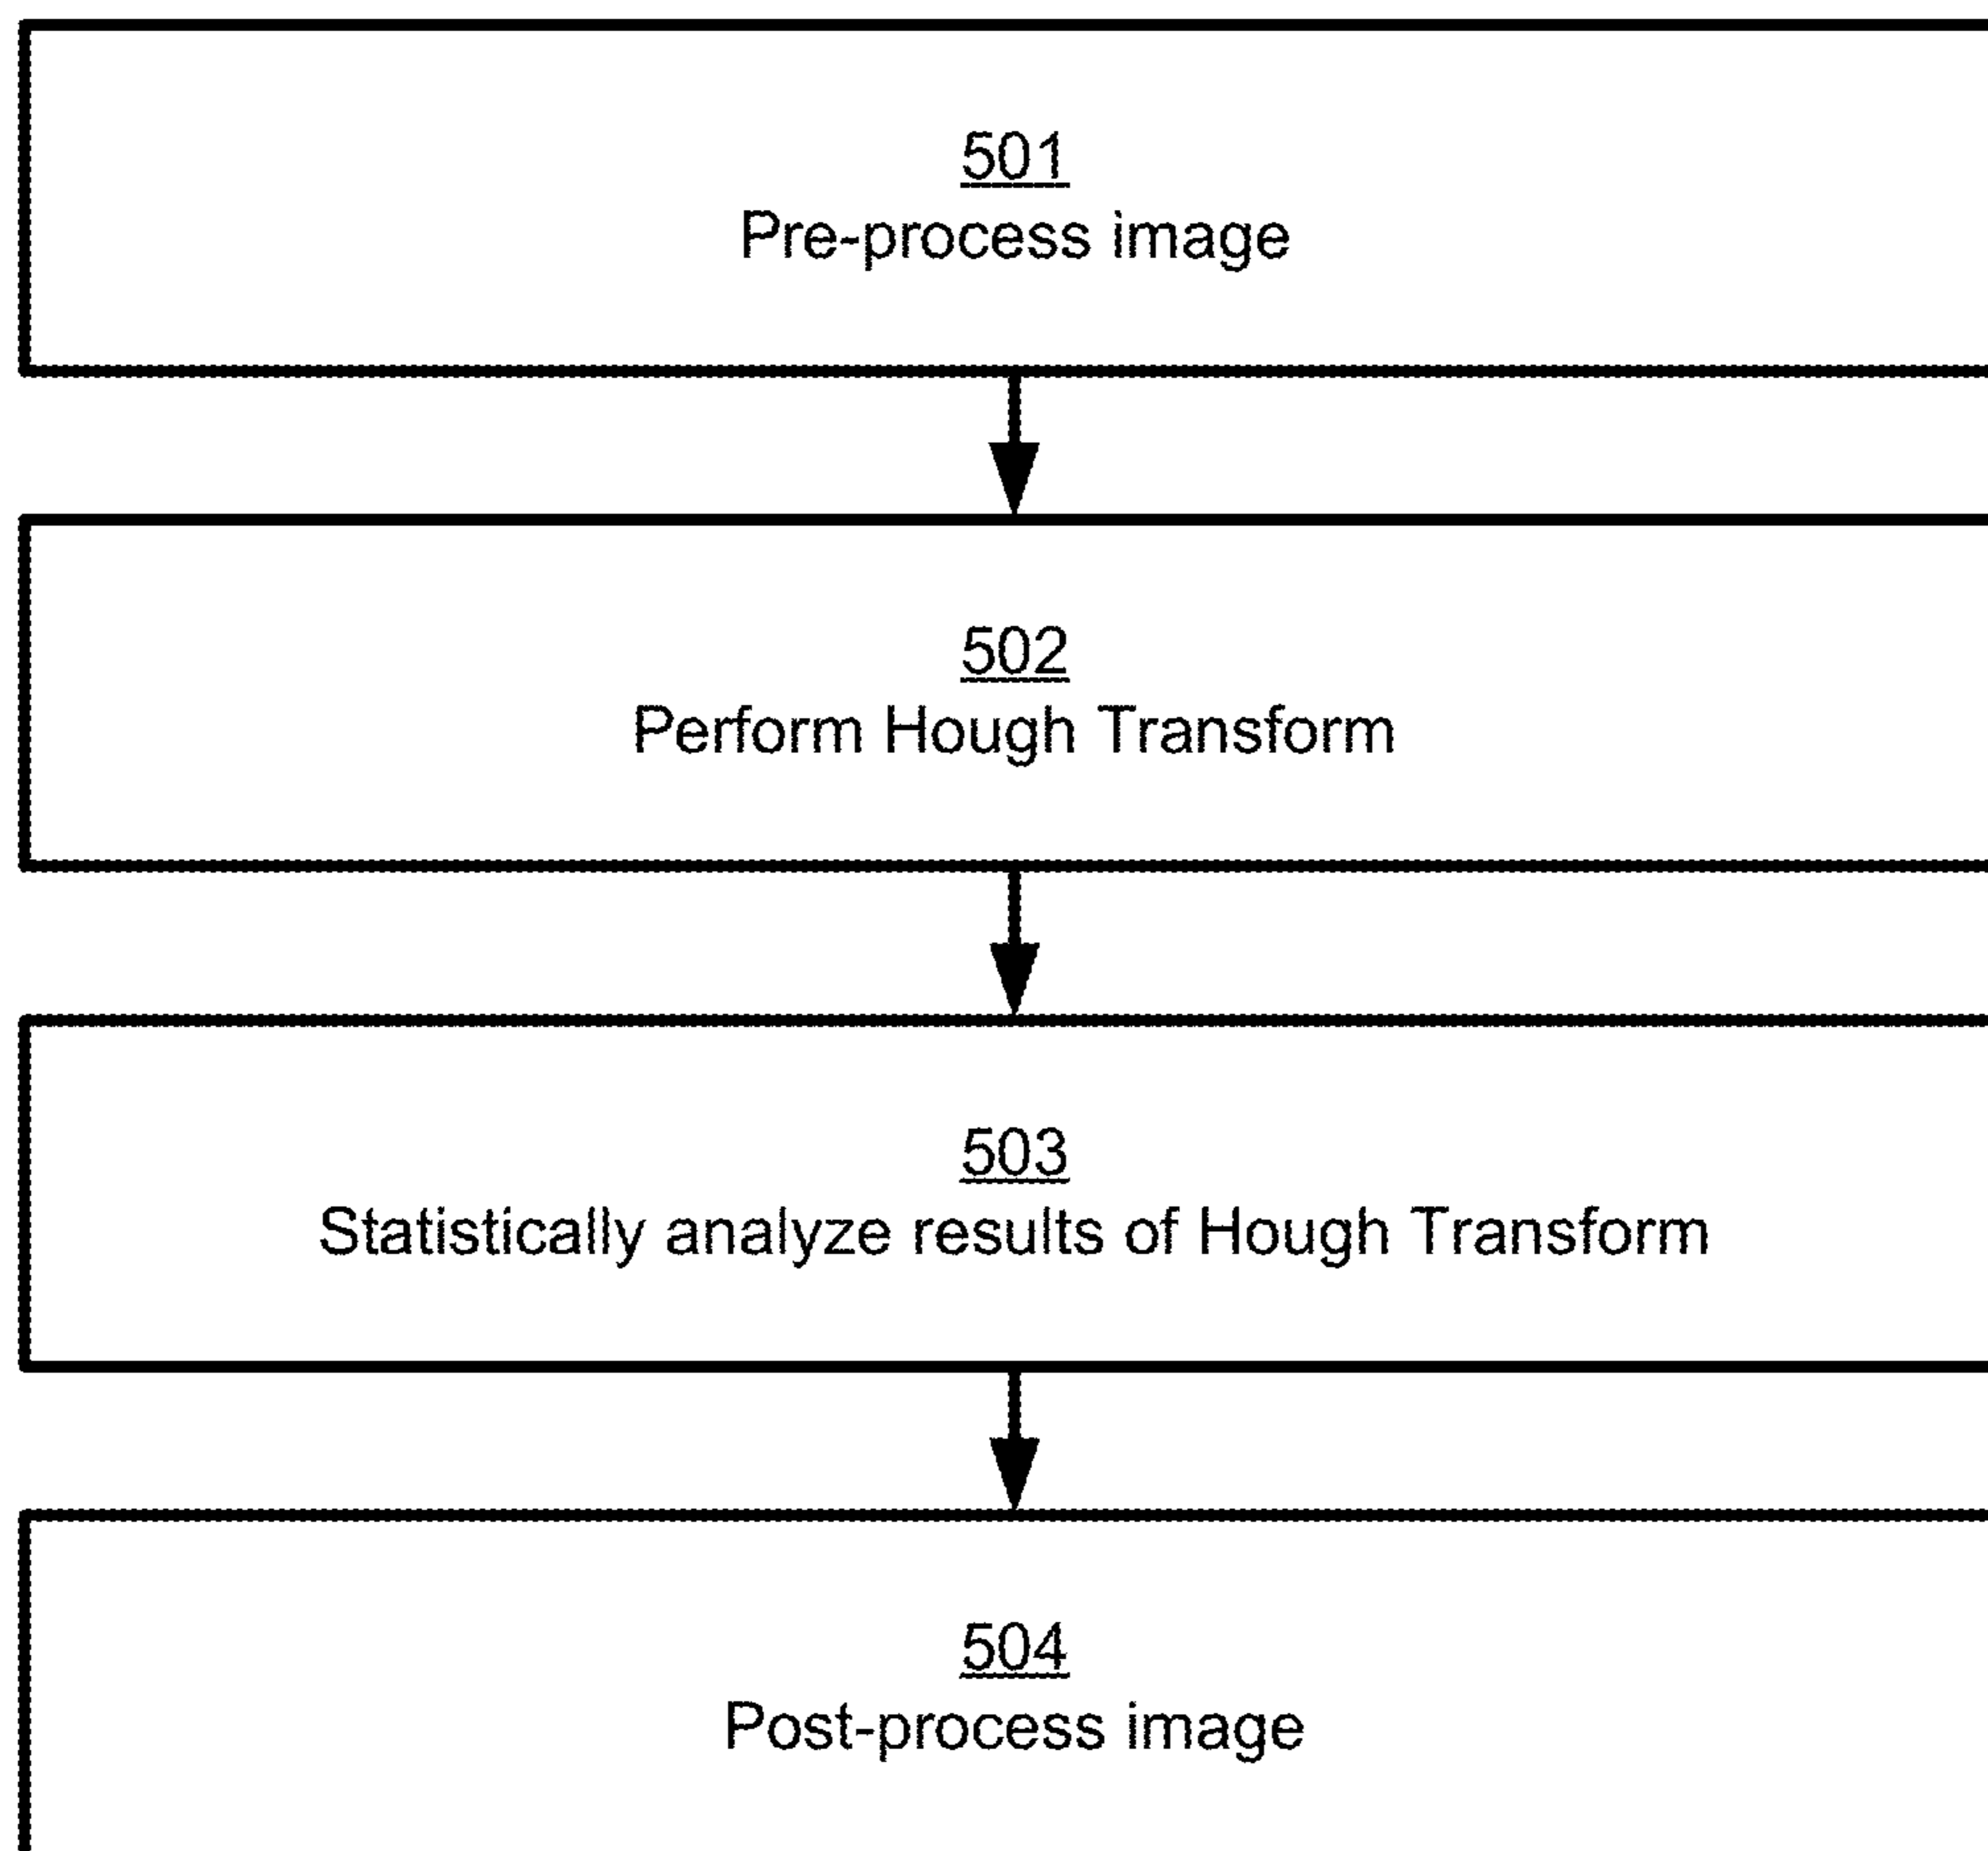 501
Pre-process image
502
Perform Hough Transform
503
Statistically analyze results of Hough Transform
504
Post-process image